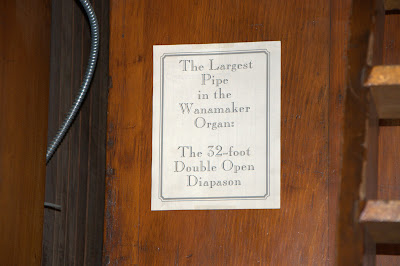 The Largest
Pipe
in the
Wanamaker
Organ:
The 32-foot
Double Open
Diapason